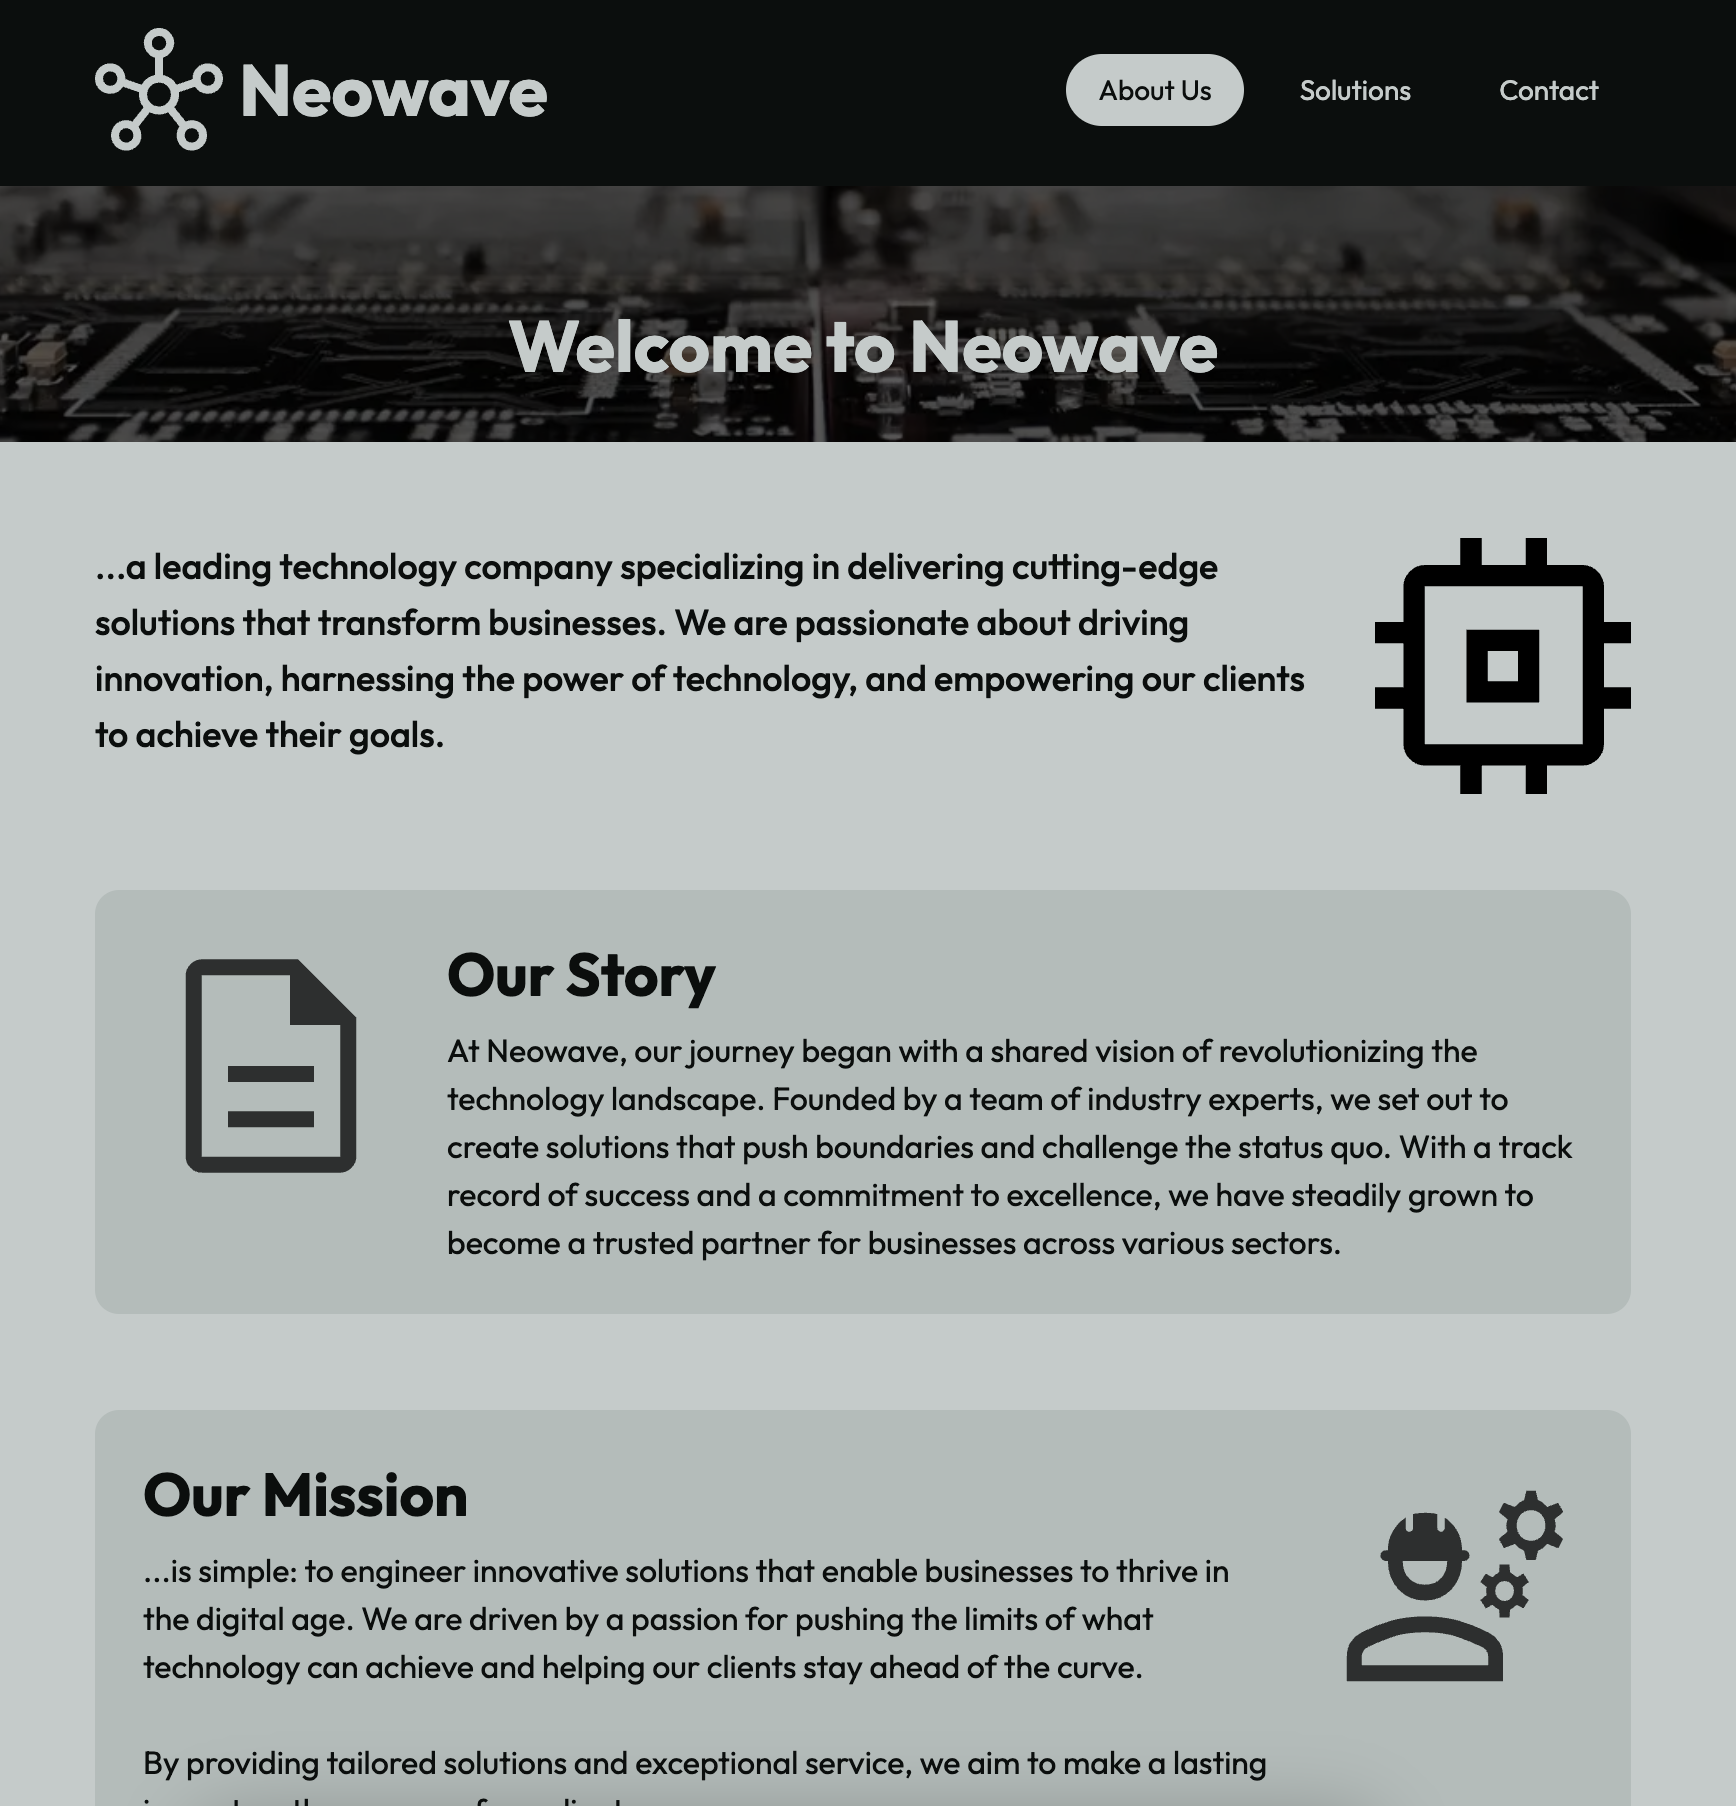 Neowave
About Us
Solutions
Contact
Welcome to Neowave
...a leading technology company specializing in delivering cutting-edge
solutions that transform businesses. We are passionate about driving
innovation, harnessing the power of technology, and empowering our clients
to achieve their goals.
Our Story
At Neowave, our journey began with a shared vision of revolutionizing the
technology landscape. Founded by a team of industry experts, we set out to
create solutions that push boundaries and challenge the status quo. With a track
record of success and a commitment to excellence, we have steadily grown to
become a trusted partner for businesses across various sectors.
Our Mission
...is simple: to engineer innovative solutions that enable businesses to thrive in
the digital age. We are driven by a passion for pushing the limits of what
technology can achieve and helping our clients stay ahead of the curve.
By providing tailored solutions and exceptional service, we aim to make a lasting